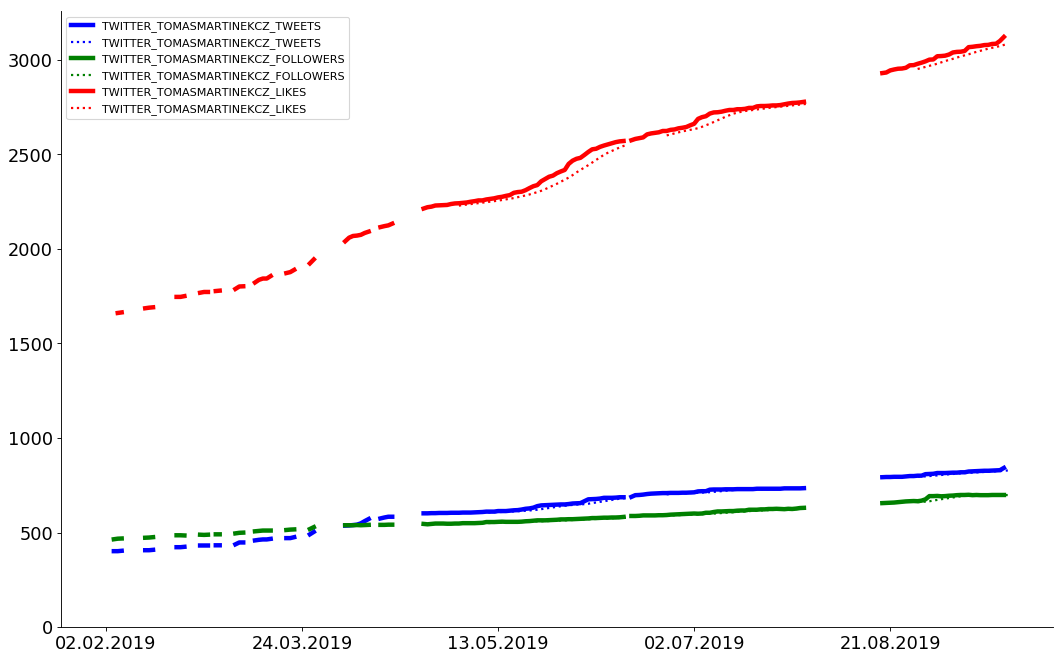 TWITTER_TOMASMARTINEKCZ_TWEETS
TWITTER_TOMASMARTINEKCZ_TWEETS
TWITTER_TOMASMARTINEKCZ_FOLLOWERS
TWITTER_TOMASMARTINEKCZ_FOLLOWERS
TWITTER_TOMASMARTINEKCZ_LIKES
TWITTER_TOMASMARTINEKCZ_LIKES
3000
2500
2000
1500
1000
500
0
02.02.2019 24.03.2019 13.05.2019 02.07.2019 21.08.2019